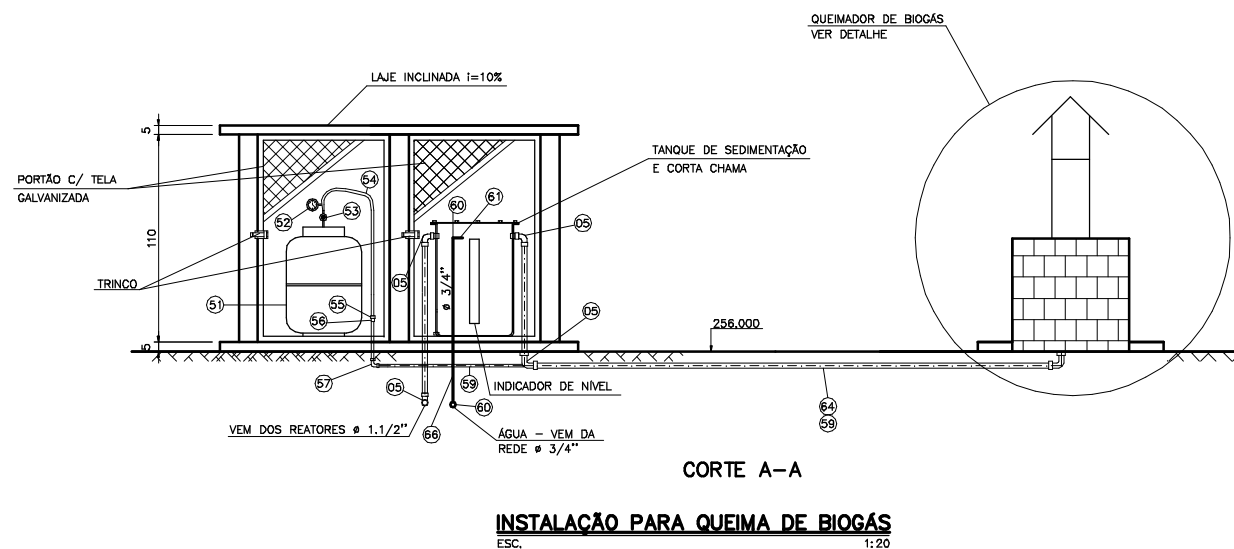 QUEIMADOR DE BIOGÁS
VER DETALHE
LAJE INCLINADA i=10%
5
PORTÃO C/ TELA
GALVANIZADA
TANQUE DE SEDIMENTAÇÃO
E CORTA CHAMA
54
52
53
60
61
05
110
TRINCO
05
ø 3/4"
51
55
56
05
256.000
5
57
59
INDICADOR DE NÍVEL
05
60
64
59
VEM DOS REATORES ø 1.1/2"
66
ÁGUA - VEM DA
REDE ø 3/4"
CORTE A-A
INSTALAÇÃO PARA QUEIMA DE BIOGÁS
ESC. 1:20